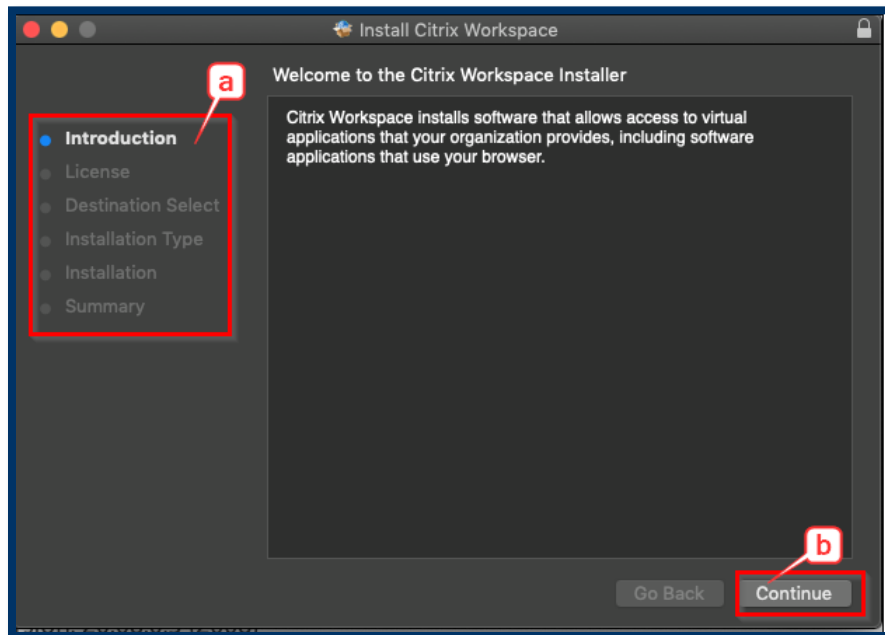 Install Citrix Workspace
a
Welcome to the Citrix Workspace Installer
Introduction
License
Destination Select
Installation Type
Installation
Summary
Citrix Workspace installs software that allows access to virtual
applications that your organization provides, including software
applications that use your browser.
b
Go Back
Continue